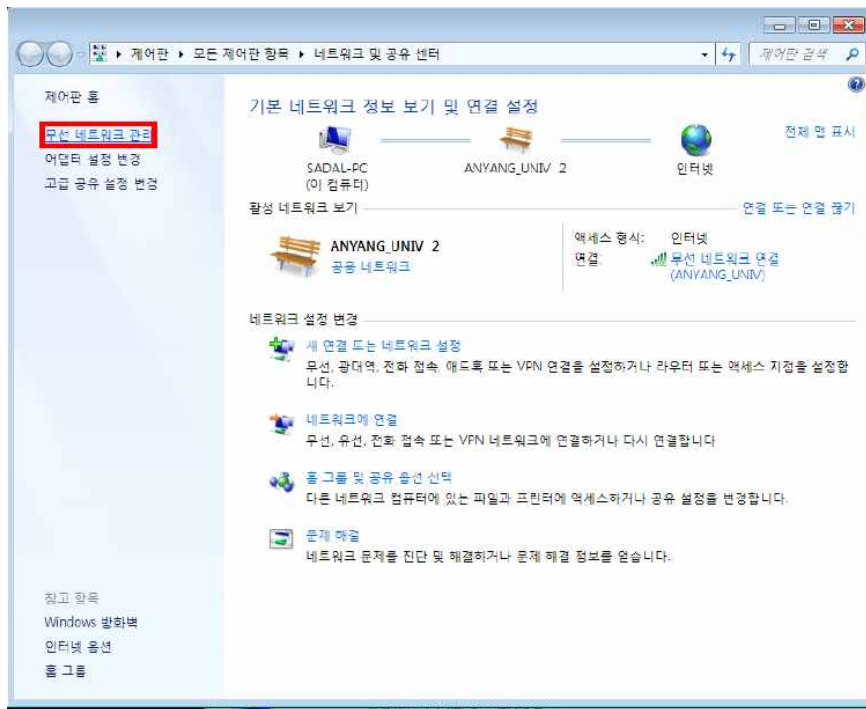 제어판 ▸ 모든 제어판 항목 ▸ 네트워크 및 공유 센터
제어판 검색
제어판 홈
무선 네트워크 관리
어댑터 설정 변경
고급 공유 설정 변경
기본 네트워크 정보 보기 및 연결 설정
전체 맵 표시
SADAL-PC
(이 컴퓨터)
ANYANG_UNIV 2
인터넷
활성 네트워크 보기
연결 또는 연결 끊기
ANYANG_UNIV 2
공용 네트워크
액세스 형식: 인터넷
연결: 무선 네트워크 연결
(ANYANG_UNIV)
네트워크 설정 변경
새 연결 또는 네트워크 설정
무선, 광대역, 전화 접속, 애드혹 또는 VPN 연결을 설정하거나 라우터 또는 액세스 지점을 설정합
니다.
네트워크에 연결
무선, 유선, 전화 접속 또는 VPN 네트워크에 연결하거나 다시 연결합니다
홈 그룹 및 공유 옵션 선택
다른 네트워크 컴퓨터에 있는 파일과 프린터에 액세스하거나 공유 설정을 변경합니다.
문제 해결
네트워크 문제를 진단 및 해결하거나 문제 해결 정보를 얻습니다.
참고 항목
Windows 방화벽
인터넷 옵션
홈 그룹